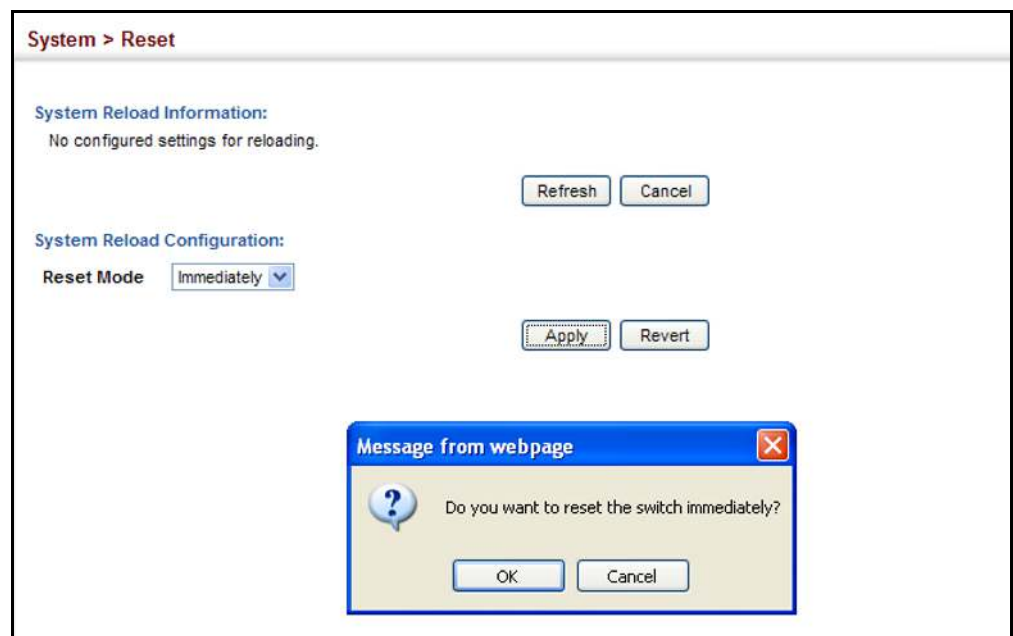 System > Reset
System Reload Information:
No configured settings for reloading.
Refresh Cancel
System Reload Configuration:
Reset Mode Immediately
Apply Revert
Message from webpage
Do you want to reset the switch immediately?
OK Cancel